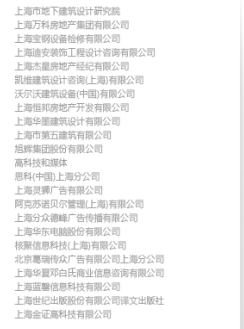 上海市地下建筑设计研究院
上海万科房地产集团有限公司
上海宝钢设备检修有限公司
上海迪安装饰工程设计咨询有限公司
上海杰星房地产经纪有限公司
凯维建筑设计咨询(上海)有限公司
沃尔沃建筑设备(中国)有限公司
上海恒邦房地产开发有限公司
上海华墨建筑设计有限公司
上海市第五建筑有限公司
旭辉集团股份有限公司
高科技和媒体
思科(中国)上海分公司
上海灵狮广告有限公司
阿克苏诺贝尔管理(上海)有限公司
上海分众德峰广告传播有限公司
上海华东电脑股份有限公司
核聚信息科技(上海)有限公司
北京葛瑞传众广告有限公司上海分公司
上海华夏邓白氏商业信息咨询有限公司
上海蓝鳘信息科技有限公司
上海世纪出版股份有限公司译文出版社
上海金证高科技有限公司